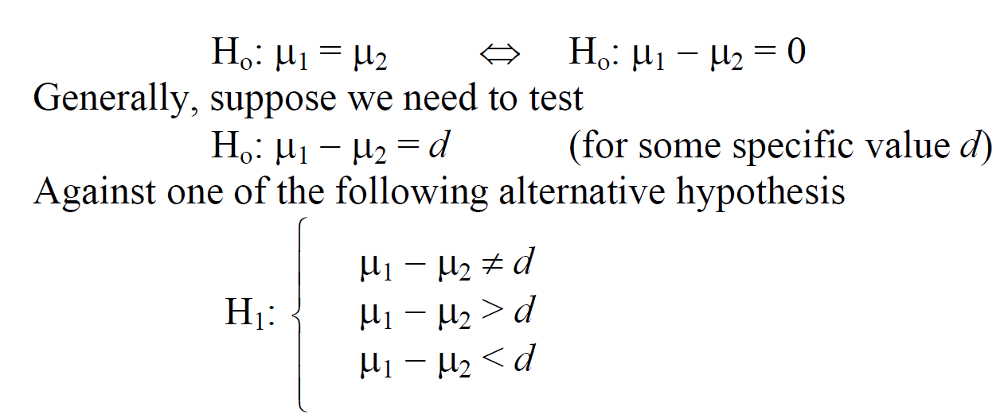 Hₒ: μ₁ = μ₂ ⇔ Hₒ: μ₁ − μ₂ = 0
Generally, suppose we need to test
Hₒ: μ₁ − μ₂ = d (for some specific value d)
Against one of the following alternative hypothesis
μ₁ − μ₂ ≠ d
H₁: { μ₁ − μ₂ > d
μ₁ − μ₂ < d